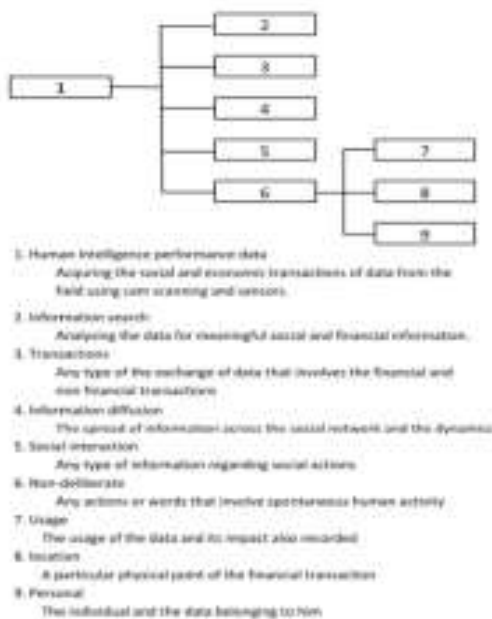 2
3
1
4
5
7
6
8
9
1. Human Intelligence performance data
Acquiring the social and economic transactions of data from the
field using cam scanning and sensors.
2. Information search
Analysing the data for meaningful social and financial information.
3. Transactions
Any type of the exchange of data that involves the financial and
non financial transactions
4. Information diffusion
The spread of information across the social network and the dynamics
5. Social interaction
Any type of information regarding social actions
6. Non-deliberate
Any actions or words that involve spontaneous human activity
7. Usage
The usage of the data and its impact also recorded
8. location
A particular physical point of the financial transaction
9. Personal
The individual and the data belonging to him